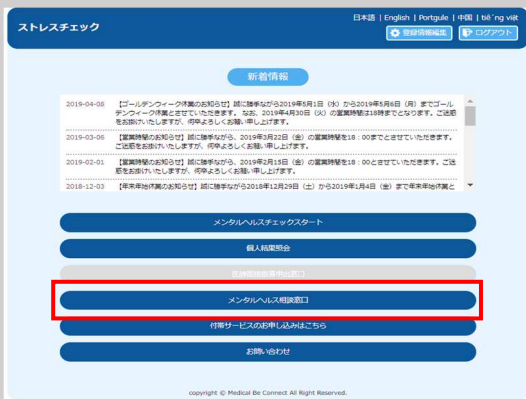 ストレスチェック
日本語 | English | Portgule | 中国 | tiê´ng việt
登録情報編集 ログアウト
新着情報
2019-04-08 【ゴールデンウィーク休業のお知らせ】誠に勝手ながら2019年5月1日（水）から2019年5月6日（月）までゴール
デンウィーク休業とさせていただきます。 なお、2019年4月30日（火）の営業時間は18時までとなります。ご迷惑
をお掛けいたしますが、何卒よろしくお願い申し上げます。
2019-03-06 【営業時間のお知らせ】誠に勝手ながら、2019年3月22日（金）の営業時間を18：00までとさせていただきます。
ご迷惑をお掛けいたしますが、何卒よろしくお願い申し上げます。
2019-02-01 【営業時間のお知らせ】誠に勝手ながら、2019年2月15日（金）の営業時間を18：00とさせていただきます。ご迷
惑をお掛けいたしますが、何卒よろしくお願い申し上げます。
2018-12-03 【年末年始休業のお知らせ】誠に勝手ながら2018年12月29日（土）から2019年1月4日（金）まで年末年始休業と
メンタルヘルスチェックスタート
個人結果照会
医師面接指導申出窓口
メンタルヘルス相談窓口
付帯サービスのお申し込みはこちら
お問い合わせ
copyright © Medical Be Connect All Right Reserved.